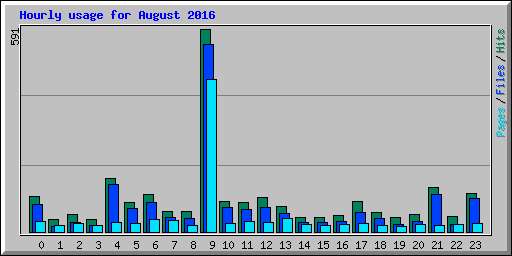 Hourly usage for August 2016
591
Pages/Files/Hits
0 1 2 3 4 5 6 7 8 9 10 11 12 13 14 15 16 17 18 19 20 21 22 23